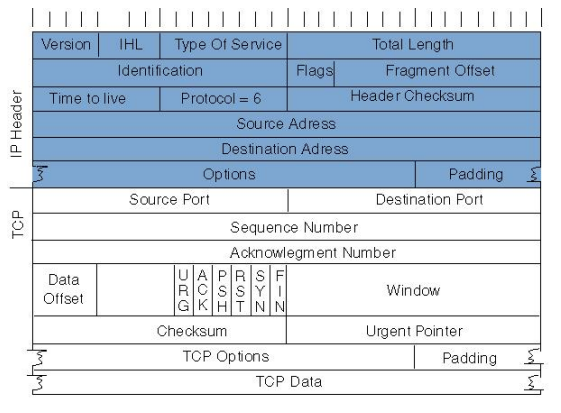 Version IHL Type Of Service Total Length
Identification Flags Fragment Offset
Time to live Protocol = 6 Header Checksum
Source Adress
Destination Adress
Options Padding
IP Header
Source Port Destination Port
Sequence Number
Acknowlegment Number
Data Offset URG ACK PSH RST SYN FIN Window
Checksum Urgent Pointer
TCP Options Padding
TCP Data
TCP